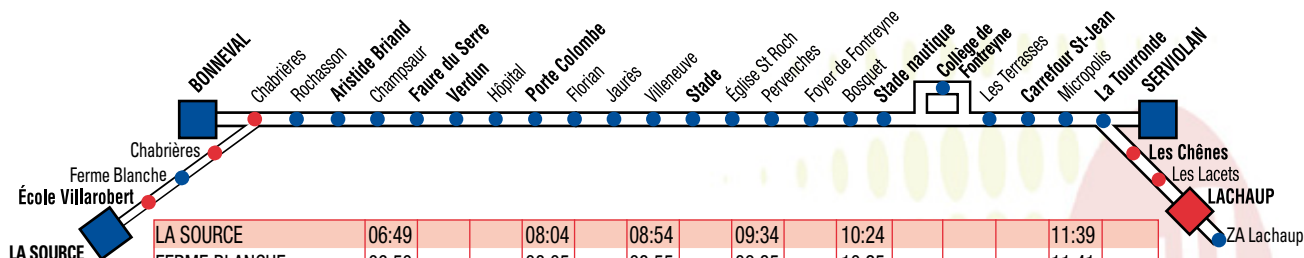 BONNEVAL
Chabrières
Rochasson
Aristide Briand
Champsaur
Faure du Serre
Verdun
Hôpital
Porte Colombe
Florian
Jaurès
Villeneuve
Stade
Église St Roch
Pervenches
Foyer de Fontreyne
Bosquet
Stade nautique
Collège de
Fontreyne
Les Terrasses
Carrefour St-Jean
Micropolis
La Tourronde
SERVIOLAN
Chabrières
Ferme Blanche
École Villarobert
LA SOURCE
Les Chênes
Les Lacets
LACHAUP
ZA Lachaup
LA SOURCE 06:49 08:04 08:54 09:34 10:24 11:39